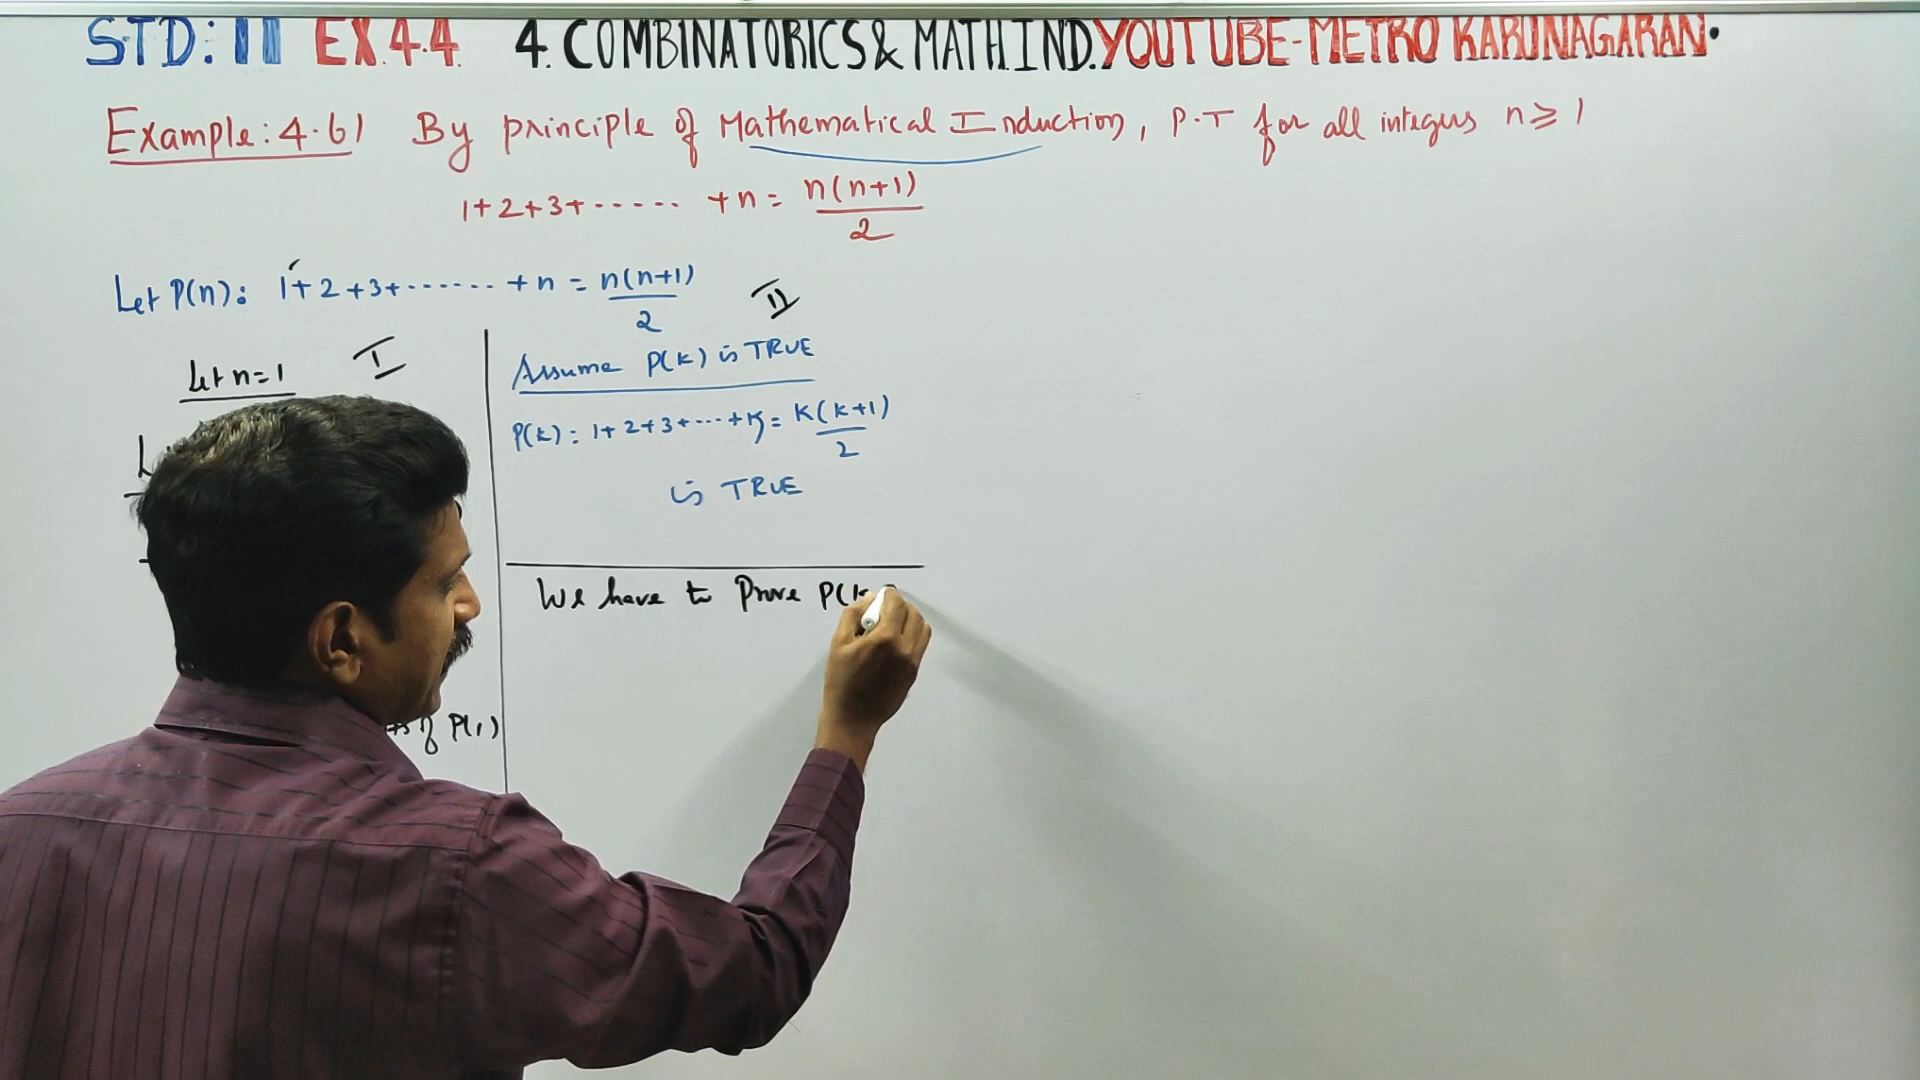 STD: 11 EX.4.4. 4. COMBINATORICS & MATH IND. YOUTUBE-METRO KARUNAGARAN.
Example: 4.61 By principle of Mathematical Induction, P.T for all integers n ≥ 1
1+2+3+...... +n = n(n+1)/2
Let P(n): 1+2+3+....... +n = n(n+1)/2
I
Let n=1
of P(1)
II
Assume P(k) is TRUE
P(k): 1+2+3+...+k = k(k+1)/2
is TRUE
We have to Prove P(k